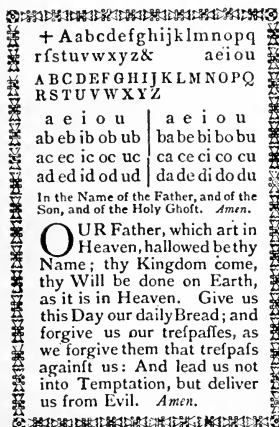 + Aabcdefghijklmnopq
rſstuvwxyz& aeiou
ABCDEFGHIJKLMNOPQ
RSTUVWXYZ
a e i o u a e i o u
ab eb ib ob ub ba be bi bo bu
ac ec ic oc uc ca ce ci co cu
ad ed id od ud da de di do du
In the Name of the Father, and of the
Son, and of the Holy Ghoſt. Amen.
OUR Father, which art in
Heaven, hallowed be thy
Name; thy Kingdom come,
thy Will be done on Earth,
as it is in Heaven. Give us
this Day our daily Bread; and
forgive us our treſpaſſes, as
we forgive them that treſpaſs
againſt us: And lead us not
into Temptation, but deliver
us from Evil. Amen.